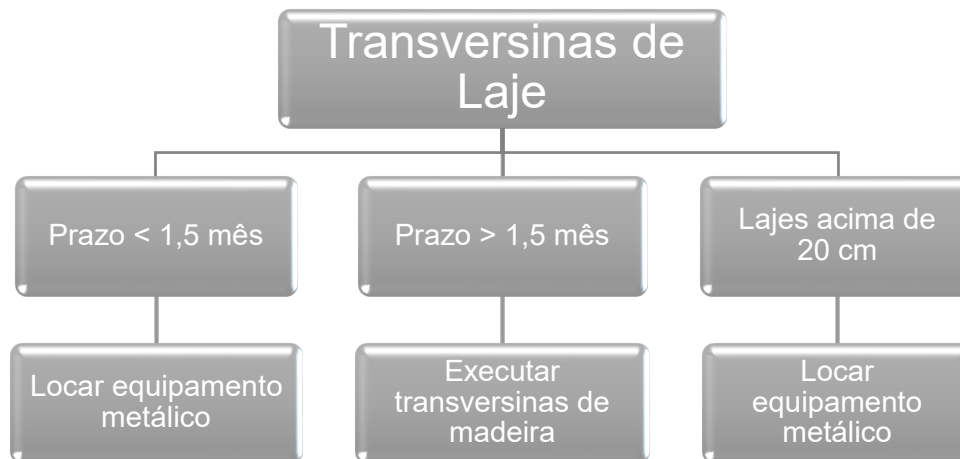 Transversinas de
Laje
Prazo < 1,5 mês
Prazo > 1,5 mês
Lajes acima de
20 cm
Locar equipamento
metálico
Executar
transversinas de
madeira
Locar
equipamento
metálico